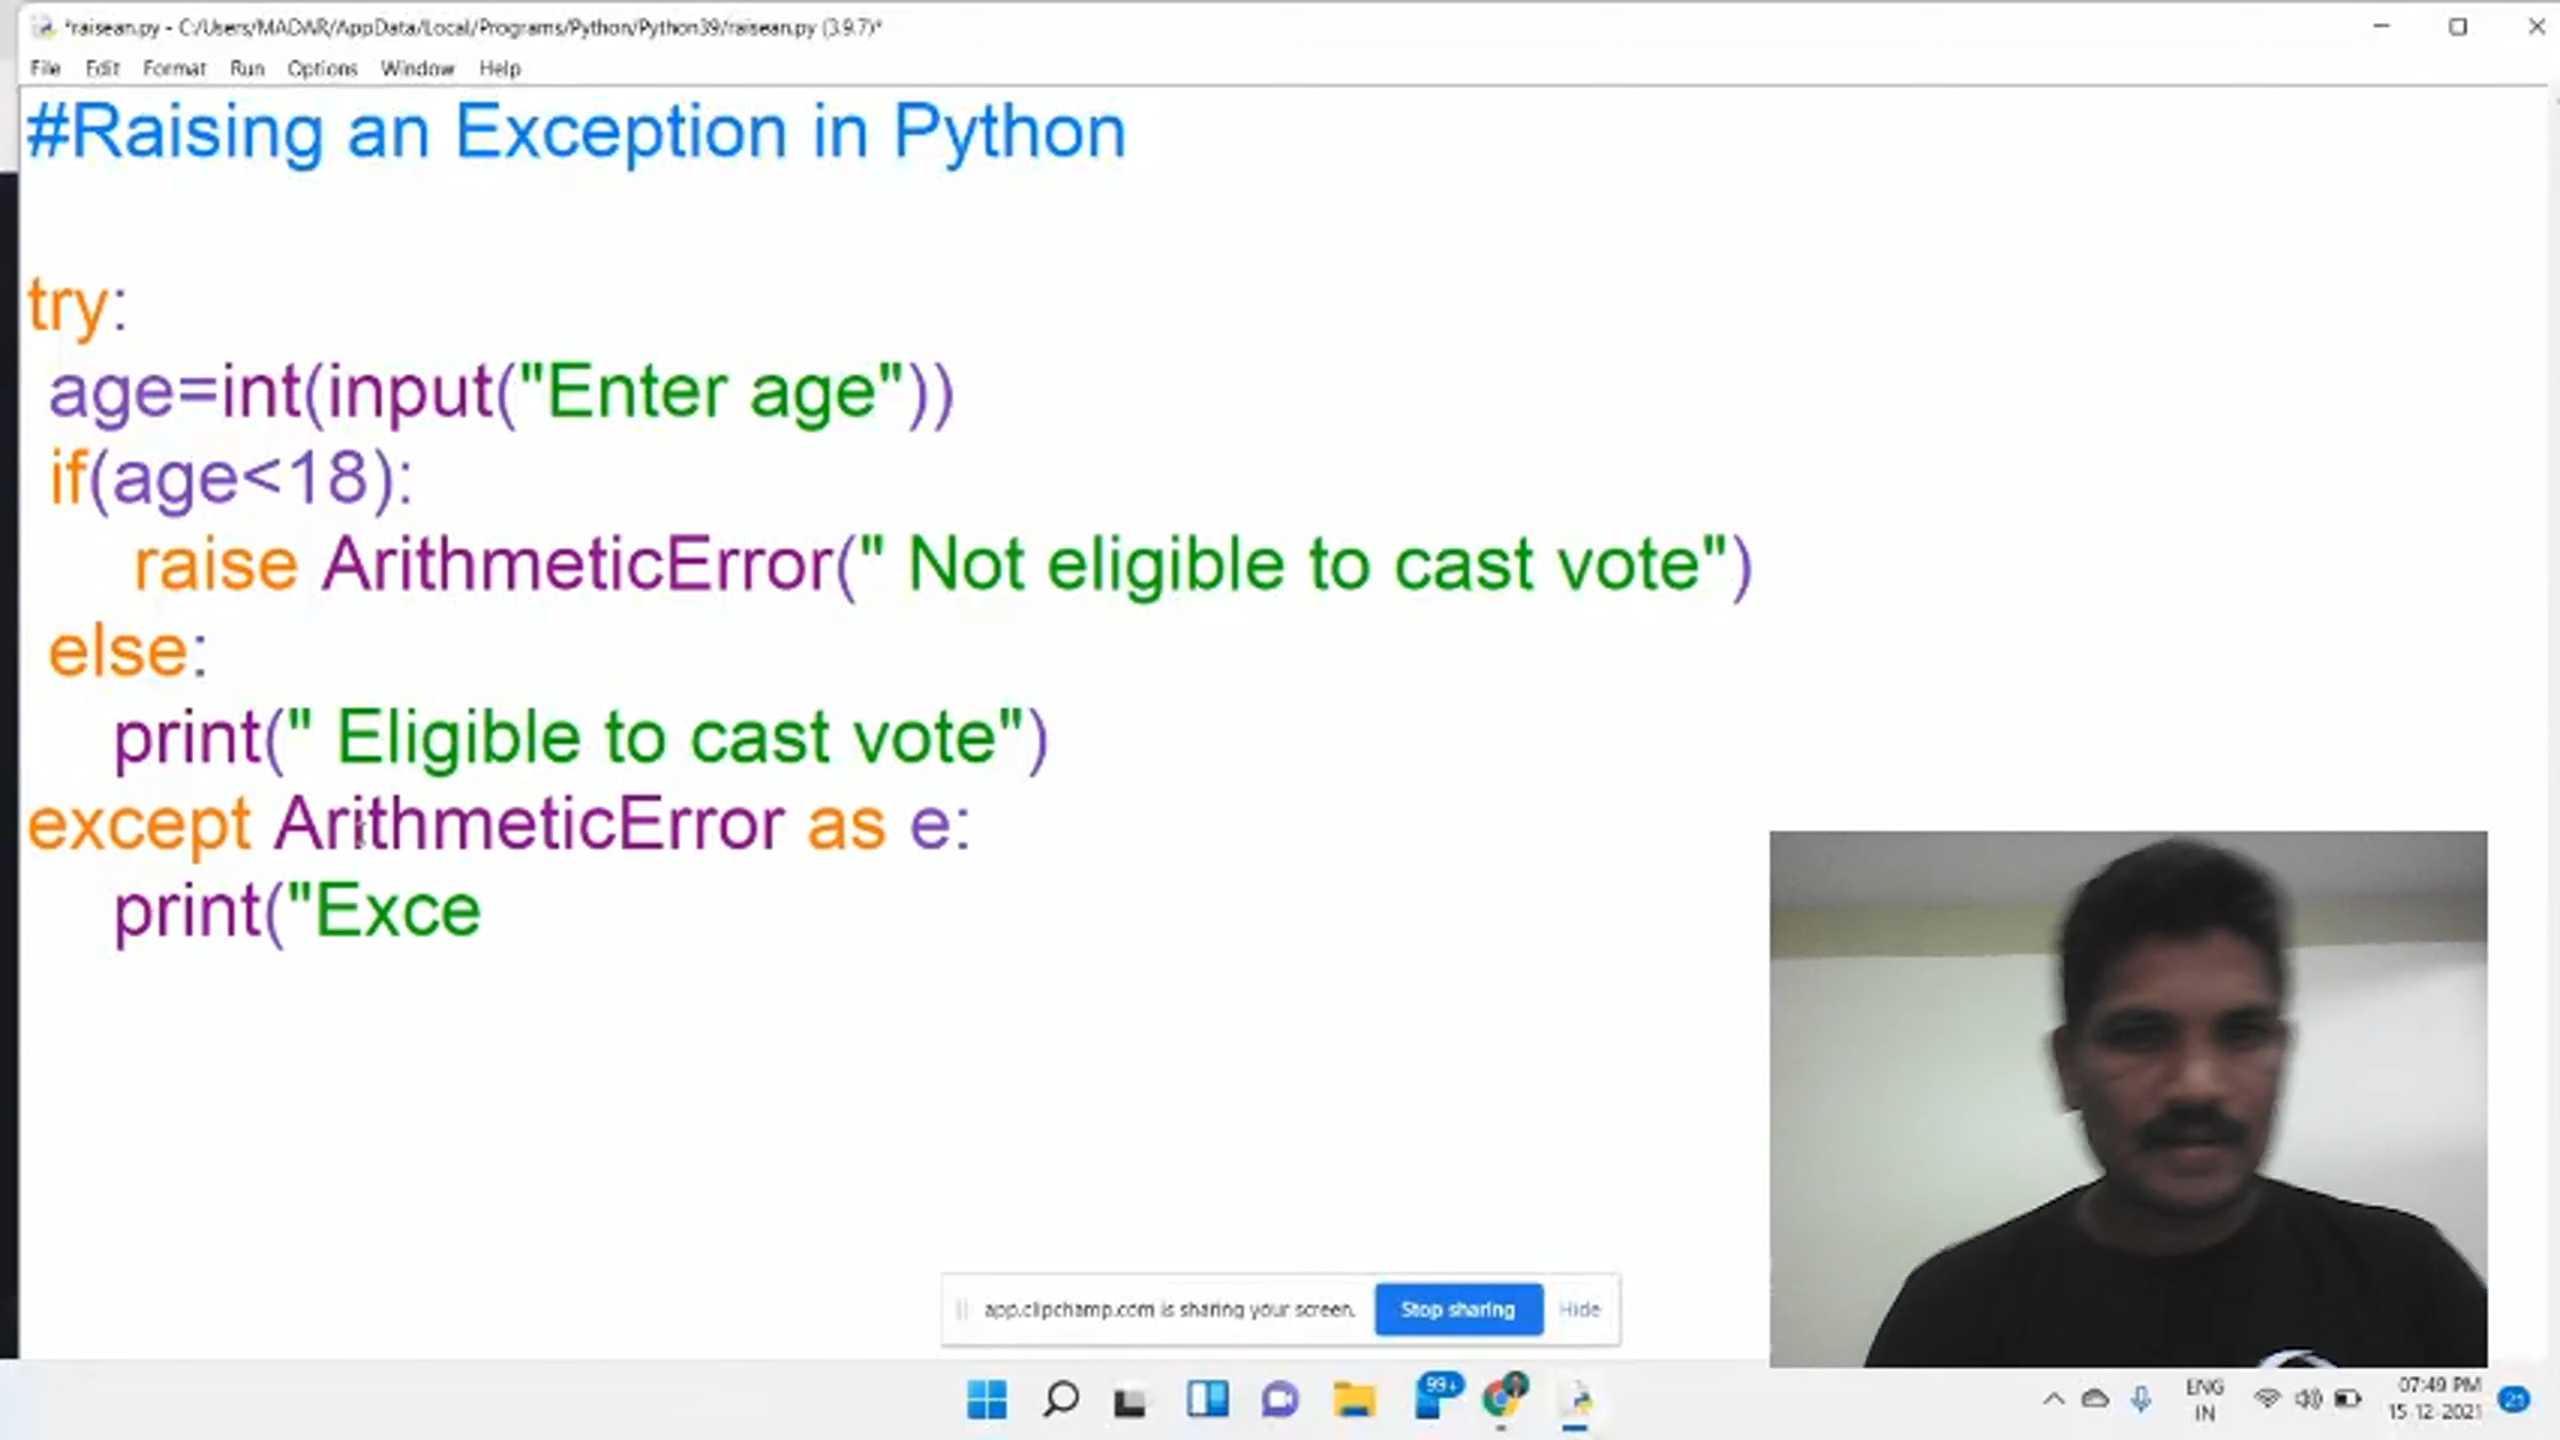 *raisean.py - C:/Users/MADAR/AppData/Local/Programs/Python/Python39/raisean.py (3.9.7)*
File Edit Format Run Options Window Help
#Raising an Exception in Python
try:
age=int(input("Enter age"))
if(age<18):
raise ArithmeticError(" Not eligible to cast vote")
else:
print(" Eligible to cast vote")
except ArithmeticError as e:
print("Exce
app.clipchamp.com is sharing your screen. Stop sharing Hide
99+
ENG 07:49 PM
IN 15-12-2021